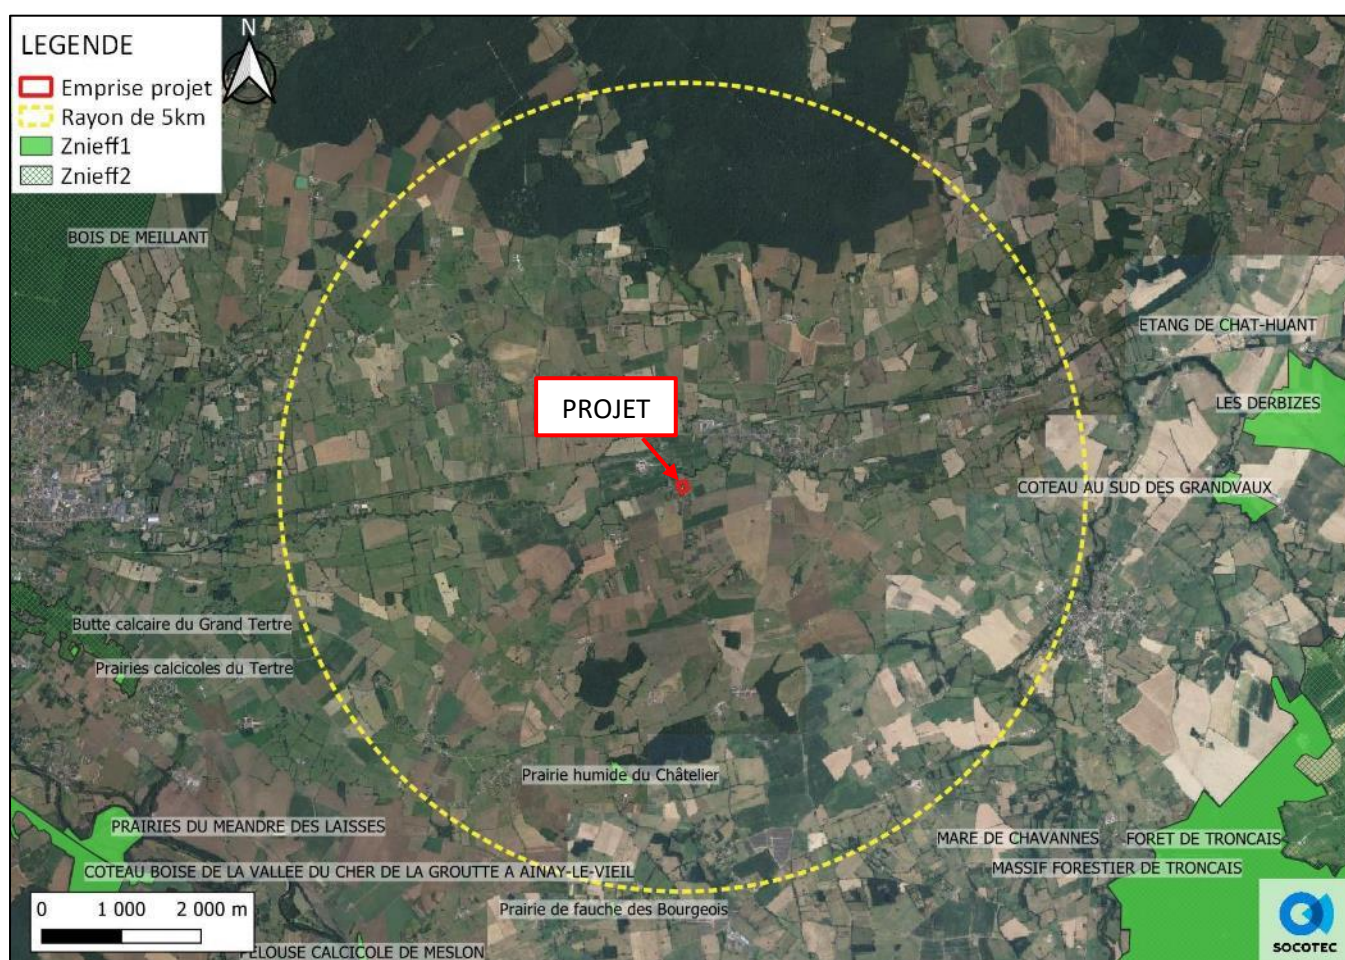 LEGENDE
N
Emprise projet
Rayon de 5km
Znieff1
Znieff2
BOIS DE MEILLANT
ETANG DE CHAT-HUANT
PROJET
LES DERBIZES
COTEAU AU SUD DES GRANDVAUX
Butte calcaire du Grand Tertre
Prairies calcicoles du Tertre
Prairie humide du Châtelier
PRAIRIES DU MEANDRE DES LAISSES
MARE DE CHAVANNES
FORET DE TRONCAIS
COTEAU BOISE DE LA VALLEE DU CHER DE LA GROUTTE A AINAY-LE-VIEIL
MASSIF FORESTIER DE TRONCAIS
Prairie de fauche des Bourgeois
0 1 000 2 000 m
PELOUSE CALCICOLE DE MESLON
SOCOTEC